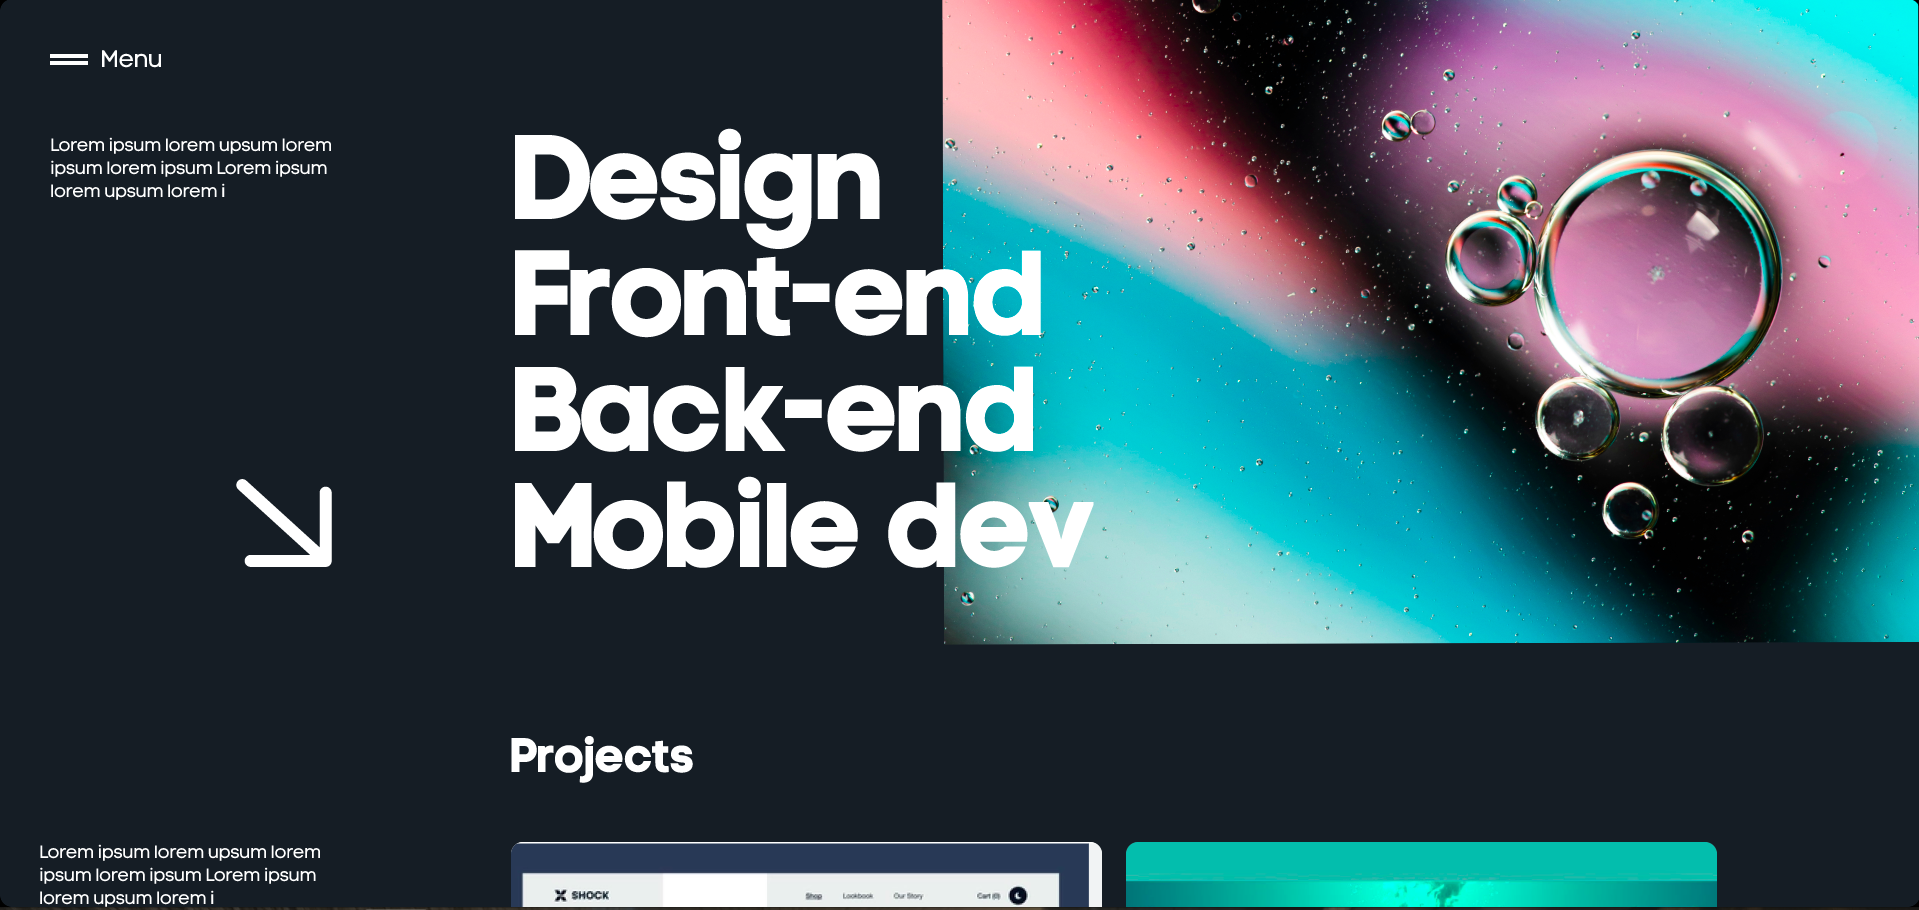 Menu
Lorem ipsum lorem upsum lorem
ipsum lorem ipsum Lorem ipsum
lorem upsum lorem i
Design
Front-end
Back-end
Mobile dev
Projects
Lorem ipsum lorem upsum lorem
ipsum lorem ipsum Lorem ipsum
lorem upsum lorem i
SHOCK
Shop Lookbook Our Story Cart (0)